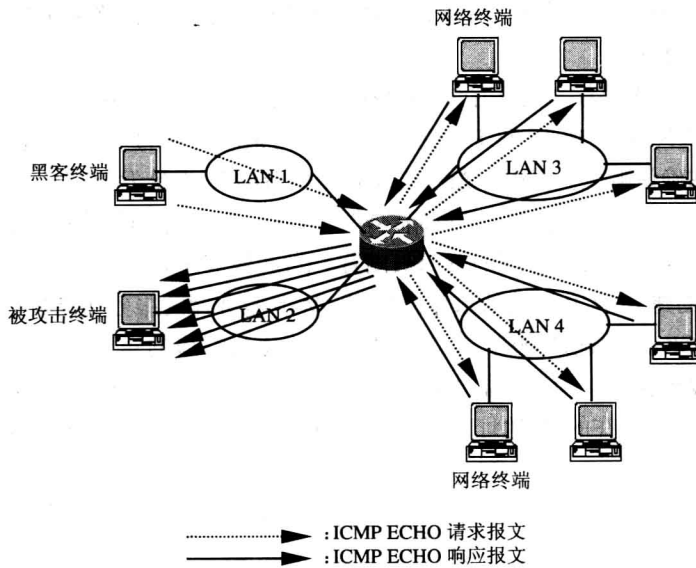 网络终端
黑客终端
LAN 1
LAN 3
被攻击终端
LAN 2
LAN 4
网络终端
:ICMP ECHO 请求报文
:ICMP ECHO 响应报文